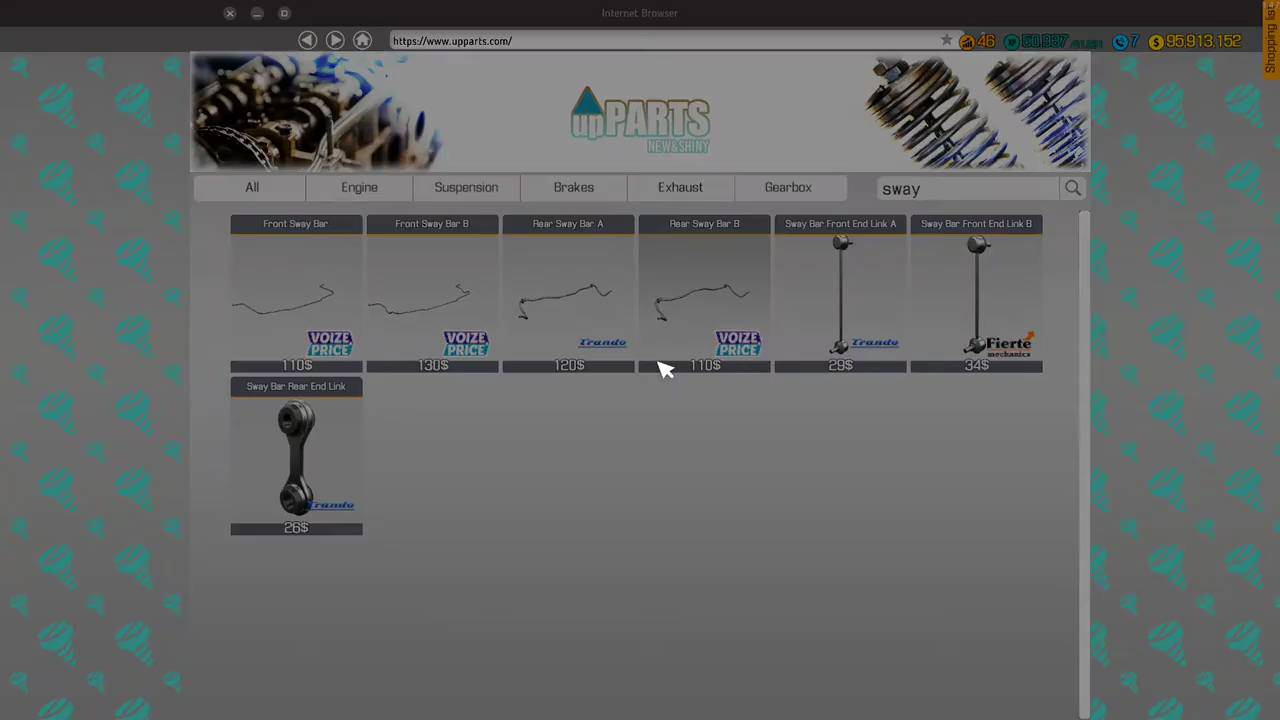 Internet Browser
https://www.upparts.com/
46
7
95,913,152
Shopping list
upPARTS
NEW&SHINY
All
Engine
Suspension
Brakes
Exhaust
Gearbox
sway
Front Sway Bar
Front Sway Bar B
Rear Sway Bar A
Rear Sway Bar B
Sway Bar Front End Link A
Sway Bar Front End Link B
VOIZE PRICE
VOIZE PRICE
Trando
VOIZE PRICE
Trando
Fierté mechanics
110$
130$
120$
110$
29$
34$
Sway Bar Rear End Link
Trando
26$